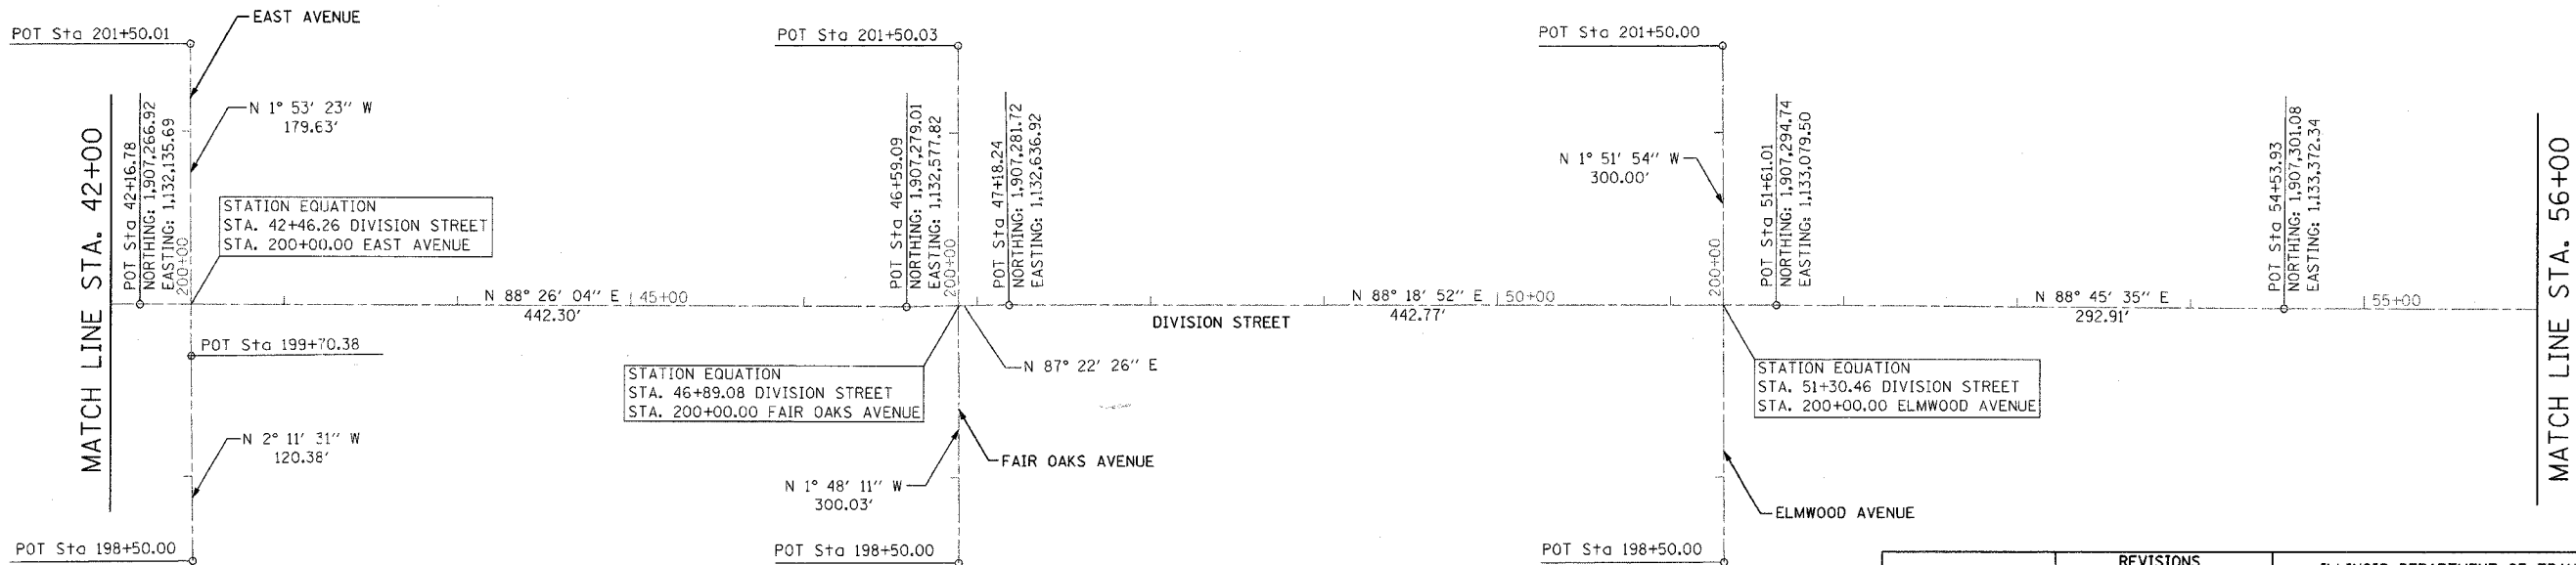 EAST AVENUE
POT Sta 201+50.01
POT Sta 201+50.03
POT Sta 201+50.00
N 1° 53' 23" W
179.63'
N 1° 51' 54" W
300.00'
MATCH LINE STA. 42+00
POT Sta 42+16.78
NORTHING: 1,907,266.92
EASTING: 1,132,135.69
200+00
STATION EQUATION
STA. 42+46.26 DIVISION STREET
STA. 200+00.00 EAST AVENUE
POT Sta 46+59.09
NORTHING: 1,907,279.01
EASTING: 1,132,577.82
200+00
POT Sta 47+18.24
NORTHING: 1,907,281.72
EASTING: 1,132,636.92
200+00
POT Sta 51+61.01
NORTHING: 1,907,294.74
EASTING: 1,133,079.50
POT Sta 54+53.93
NORTHING: 1,907,301.08
EASTING: 1,133,372.34
MATCH LINE STA. 56+00
N 88° 26' 04" E
442.30'
45+00
DIVISION STREET
N 88° 18' 52" E
442.77'
50+00
N 88° 45' 35" E
292.91'
55+00
POT Sta 199+70.38
N 87° 22' 26" E
STATION EQUATION
STA. 46+89.08 DIVISION STREET
STA. 200+00.00 FAIR OAKS AVENUE
STATION EQUATION
STA. 51+30.46 DIVISION STREET
STA. 200+00.00 ELMWOOD AVENUE
N 2° 11' 31" W
120.38'
FAIR OAKS AVENUE
N 1° 48' 11" W
300.03'
ELMWOOD AVENUE
POT Sta 198+50.00
POT Sta 198+50.00
POT Sta 198+50.00
REVISIONS